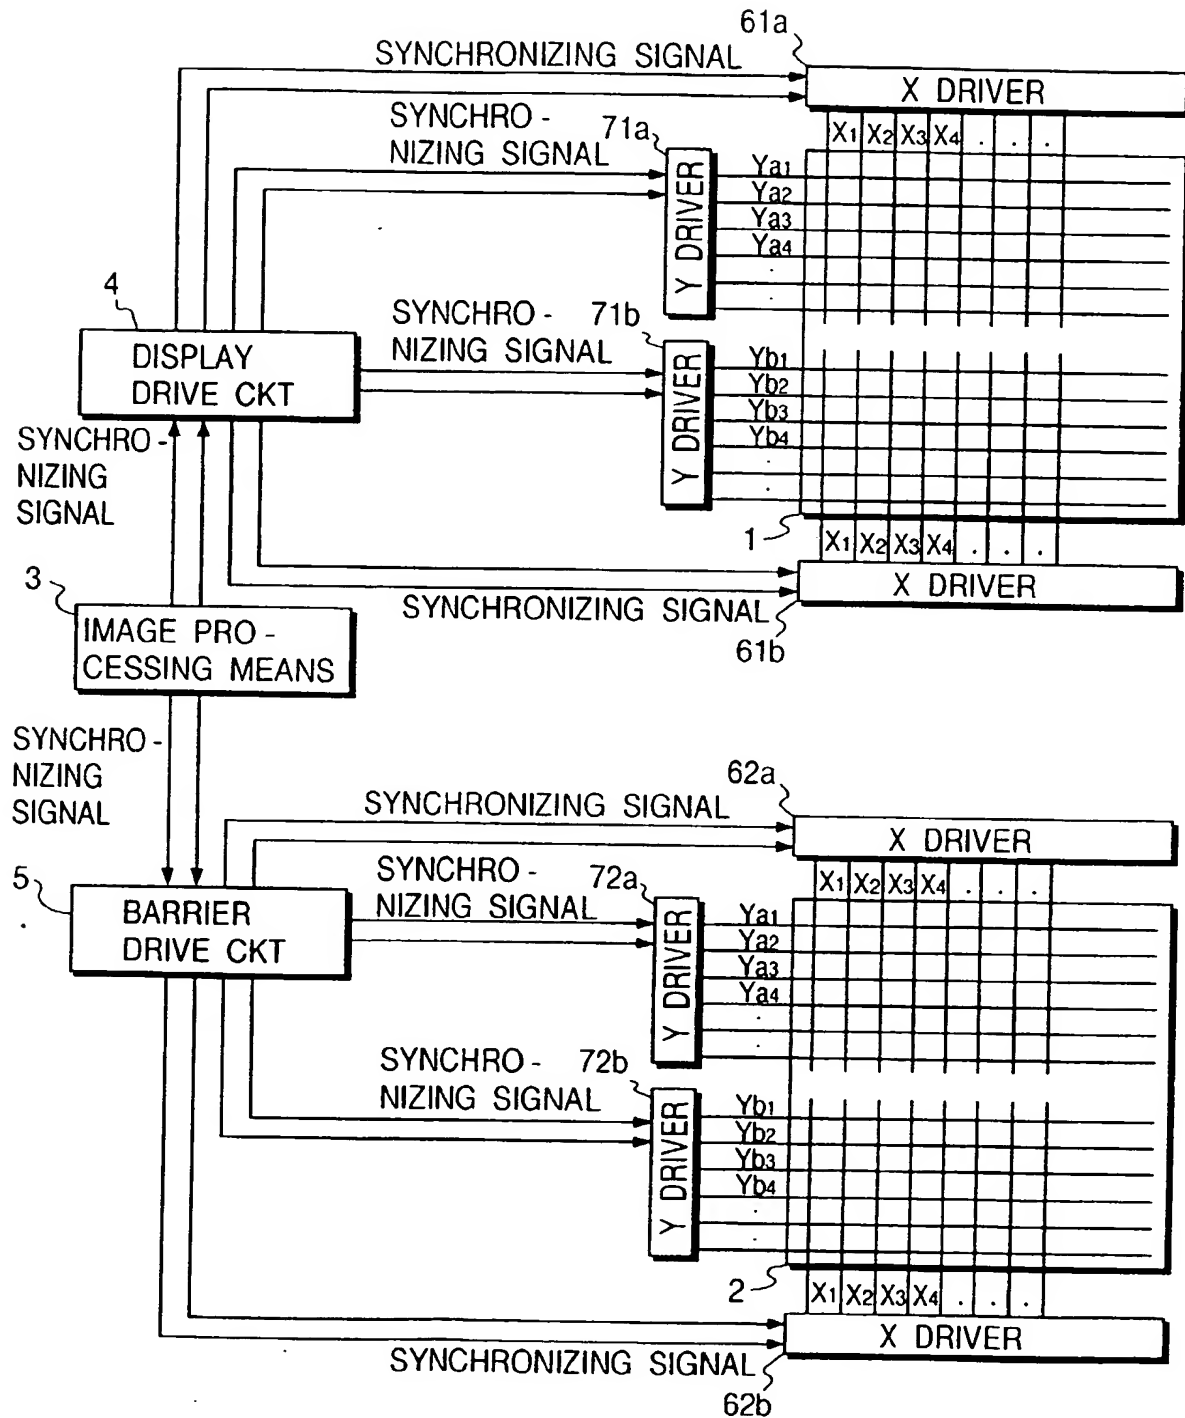 61a
SYNCHRONIZING SIGNAL
X DRIVER
SYNCHRO -
NIZING SIGNAL
71a
X1 X2 X3 X4 . . .
Y DRIVER
Ya1
Ya2
Ya3
Ya4
.
.
4
DISPLAY
DRIVE CKT
SYNCHRO -
NIZING SIGNAL
71b
Y DRIVER
Yb1
Yb2
Yb3
Yb4
.
.
SYNCHRO -
NIZING
SIGNAL
1
X1 X2 X3 X4 . . .
X DRIVER
SYNCHRONIZING SIGNAL
61b
3
IMAGE PRO -
CESSING MEANS
SYNCHRO -
NIZING
SIGNAL
62a
SYNCHRONIZING SIGNAL
X DRIVER
5
BARRIER
DRIVE CKT
SYNCHRO -
NIZING SIGNAL
72a
X1 X2 X3 X4 . . .
Y DRIVER
Ya1
Ya2
Ya3
Ya4
.
.
SYNCHRO -
NIZING SIGNAL
72b
Y DRIVER
Yb1
Yb2
Yb3
Yb4
.
.
2
X1 X2 X3 X4 . . .
X DRIVER
SYNCHRONIZING SIGNAL
62b